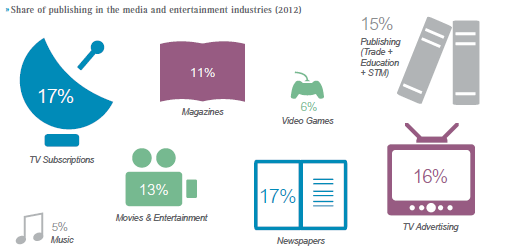 Share of publishing in the media and entertainment industries (2012)
17%
TV Subscriptions
11%
Magazines
6%
Video Games
15%
Publishing
(Trade +
Education
+ STM)
5%
Music
13%
Movies & Entertainment
17%
Newspapers
16%
TV Advertising